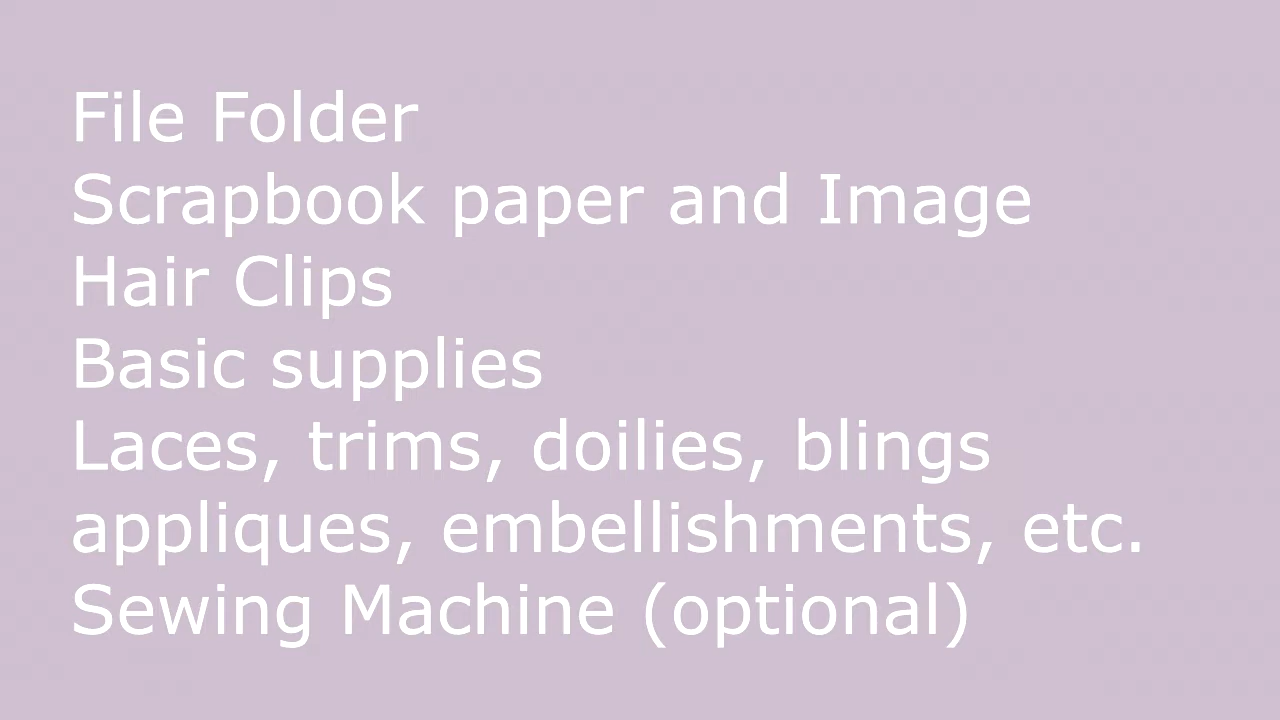 File Folder
Scrapbook paper and Image
Hair Clips
Basic supplies
Laces, trims, doilies, blings
appliques, embellishments, etc.
Sewing Machine (optional)